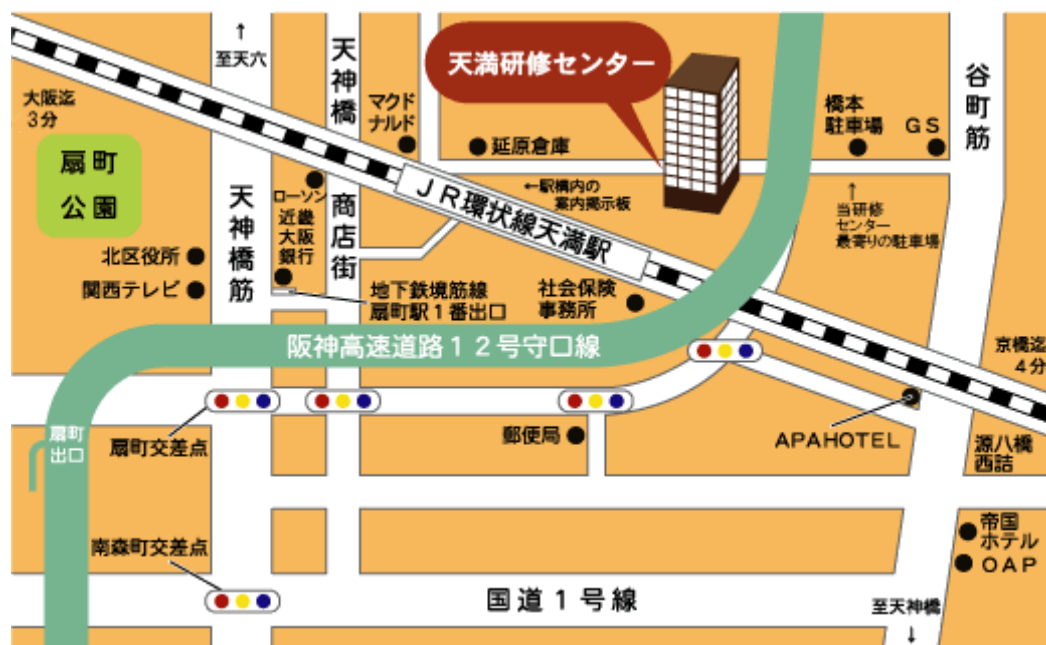 ↑
至天六
天神橋
商店街
天満研修センター
谷町筋
大阪迄
3分
マクド
ナルド
橋本
駐車場
GS
扇町
公園
延原倉庫
天神橋筋
ローソン
近畿
大阪
銀行
JR環状線天満駅
←駅構内の
案内掲示板
↑
当研修
センター
最寄りの駐車場
北区役所
関西テレビ
地下鉄境筋線
扇町駅1番出口
社会保険
事務所
阪神高速道路12号守口線
京橋迄
4分
扇町
出口
扇町交差点
郵便局
APAHOTEL
源八橋
西詰
南森町交差点
帝国
ホテル
OAP
国道1号線
至天神橋
↓